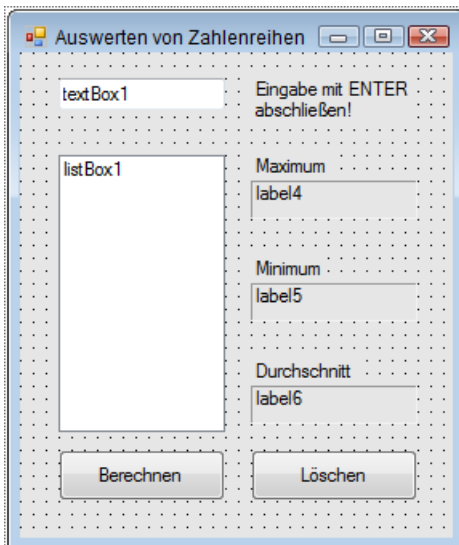 Auswerten von Zahlenreihen
textBox1
Eingabe mit ENTER
abschließen!
listBox1
Maximum
label4
Minimum
label5
Durchschnitt
label6
Berechnen
Löschen